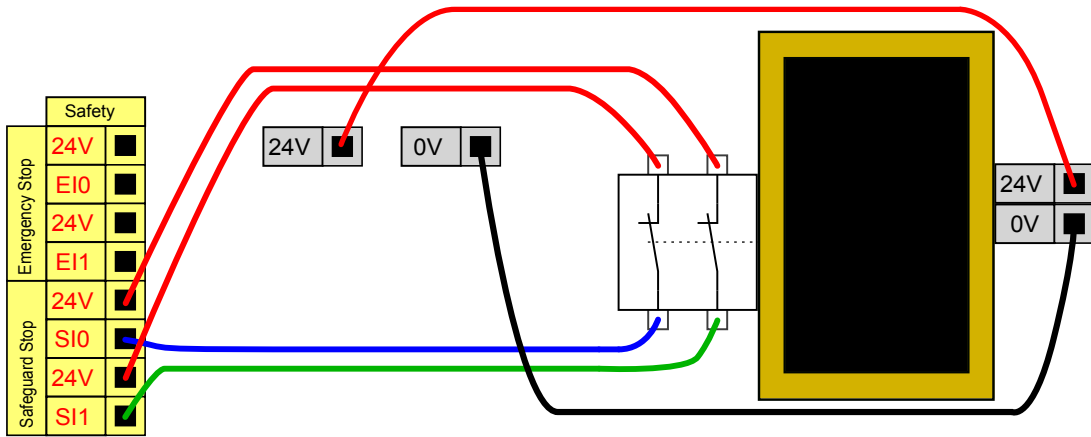 Safety
Emergency Stop
24V
EI0
24V
EI1
Safeguard Stop
24V
SI0
24V
SI1
24V
0V
24V
0V